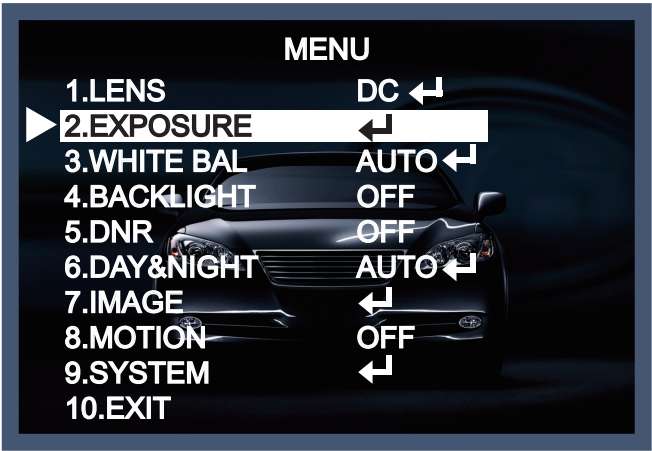 MENU
1.LENS DC ↵
2.EXPOSURE ↵
3.WHITE BAL AUTO↵
4.BACKLIGHT OFF
5.DNR OFF
6.DAY&NIGHT AUTO↵
7.IMAGE ↵
8.MOTION OFF
9.SYSTEM ↵
10.EXIT